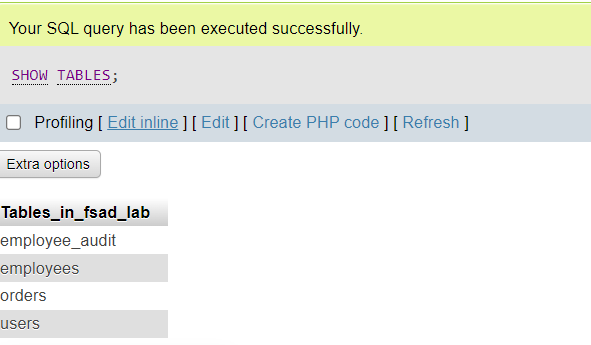 Your SQL query has been executed successfully.
SHOW TABLES;
Profiling [ Edit inline ] [ Edit ] [ Create PHP code ] [ Refresh ]
Extra options
Tables_in_fsad_lab
employee_audit
employees
orders
users